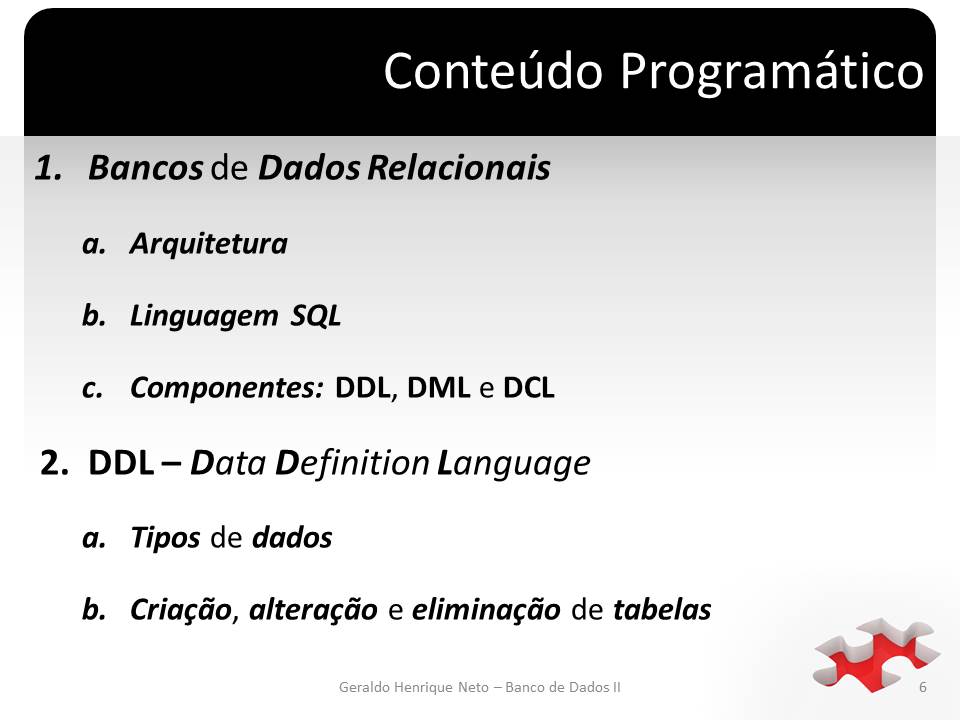 Conteúdo Programático
1. Bancos de Dados Relacionais
a. Arquitetura
b. Linguagem SQL
c. Componentes: DDL, DML e DCL
2. DDL – Data Definition Language
a. Tipos de dados
b. Criação, alteração e eliminação de tabelas
Geraldo Henrique Neto – Banco de Dados II
6